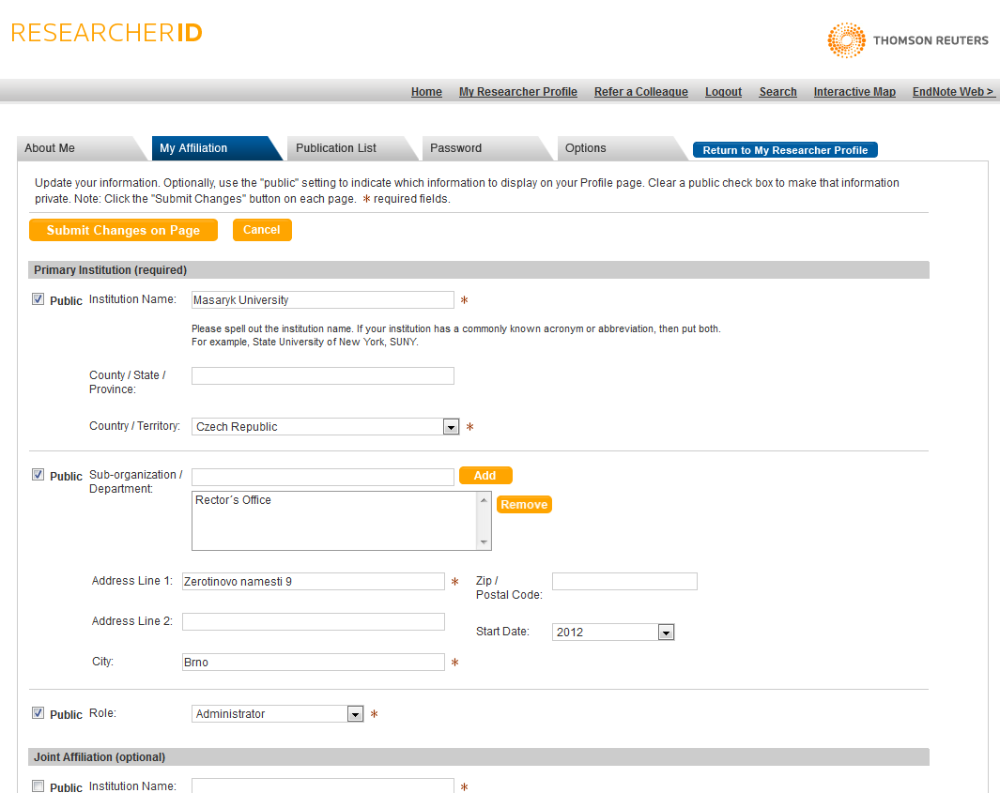 RESEARCHERID
THOMSON REUTERS
Home My Researcher Profile Refer a Colleague Logout Search Interactive Map EndNote Web >
About Me My Affiliation Publication List Password Options Return to My Researcher Profile
Update your information. Optionally, use the "public" setting to indicate which information to display on your Profile page. Clear a public check box to make that information
private. Note: Click the "Submit Changes" button on each page. * required fields.
Submit Changes on Page Cancel
Primary Institution (required)
Public Institution Name: Masaryk University *
Please spell out the institution name. If your institution has a commonly known acronym or abbreviation, then put both.
For example, State University of New York, SUNY.
County / State /
Province:
Country / Territory: Czech Republic *
Public Sub-organization /
Department:
Add
Rector´s Office
Remove
Address Line 1: Zerotinovo namesti 9 * Zip /
Postal Code:
Address Line 2:
Start Date: 2012
City: Brno *
Public Role: Administrator *
Joint Affiliation (optional)
Public Institution Name: *